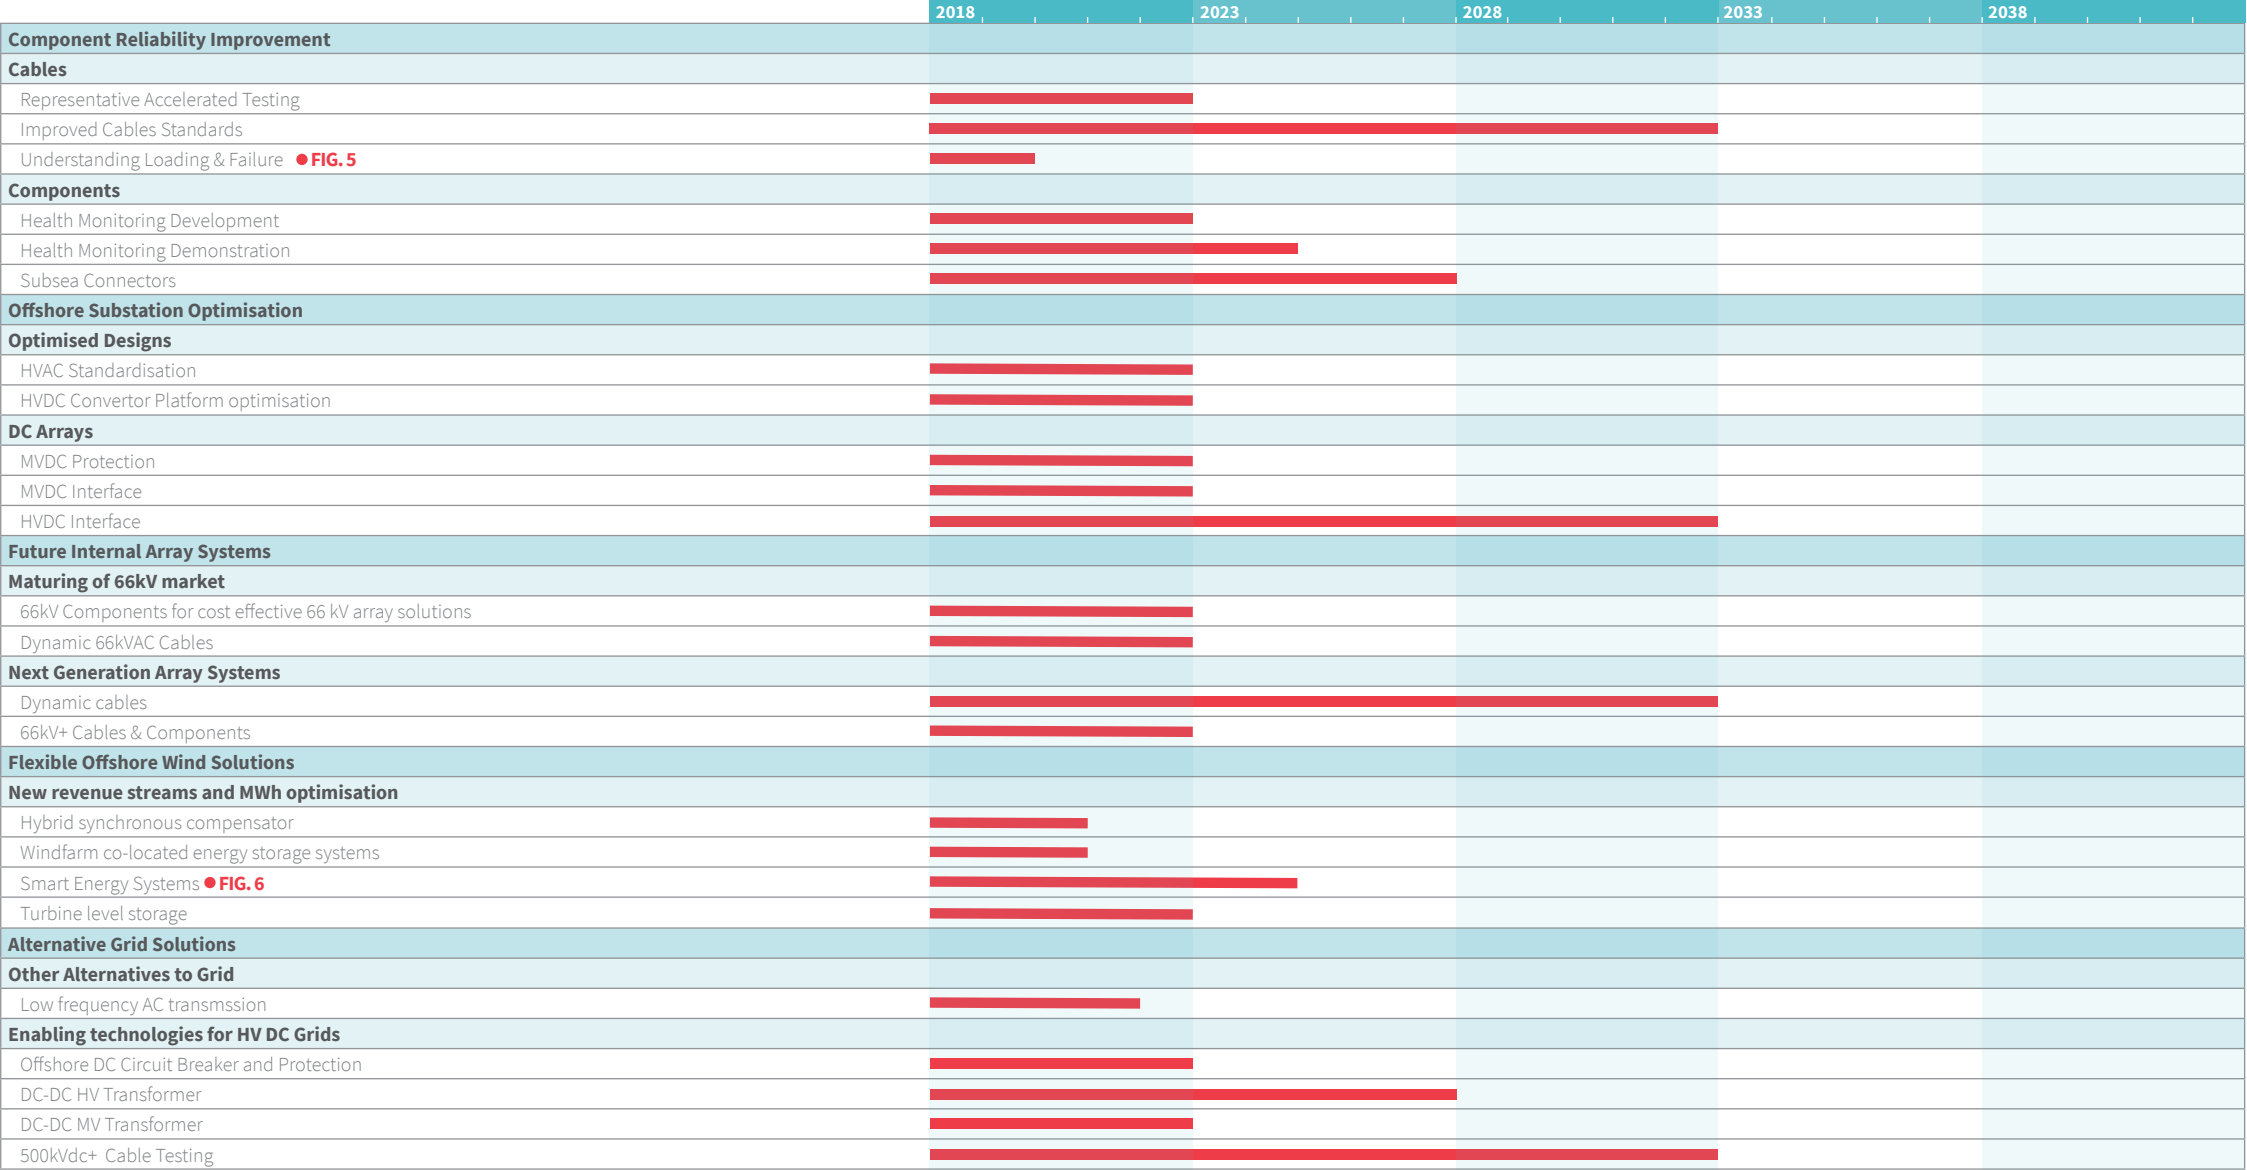 2018 2023 2028 2033 2038
Component Reliability Improvement
Cables
Representative Accelerated Testing
Improved Cables Standards
Understanding Loading & Failure ● FIG. 5
Components
Health Monitoring Development
Health Monitoring Demonstration
Subsea Connectors
Offshore Substation Optimisation
Optimised Designs
HVAC Standardisation
HVDC Convertor Platform optimisation
DC Arrays
MVDC Protection
MVDC Interface
HVDC Interface
Future Internal Array Systems
Maturing of 66kV market
66kV Components for cost effective 66 kV array solutions
Dynamic 66kVAC Cables
Next Generation Array Systems
Dynamic cables
66kV+ Cables & Components
Flexible Offshore Wind Solutions
New revenue streams and MWh optimisation
Hybrid synchronous compensator
Windfarm co-located energy storage systems
Smart Energy Systems ● FIG. 6
Turbine level storage
Alternative Grid Solutions
Other Alternatives to Grid
Low frequency AC transmssion
Enabling technologies for HV DC Grids
Offshore DC Circuit Breaker and Protection
DC-DC HV Transformer
DC-DC MV Transformer
500kVdc+ Cable Testing